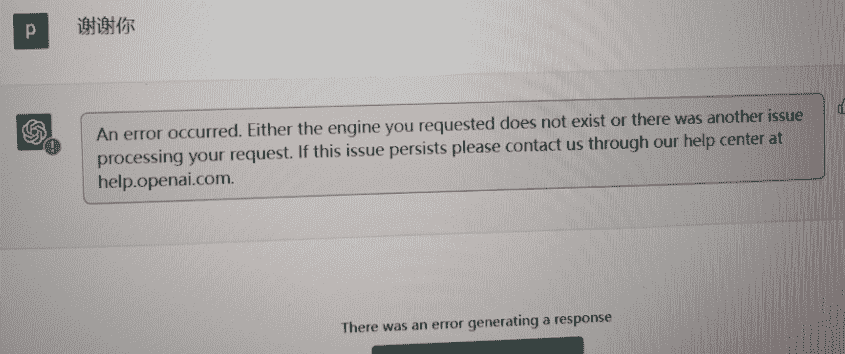 p 谢谢你
An error occurred. Either the engine you requested does not exist or there was another issue
processing your request. If this issue persists please contact us through our help center at
help.openai.com.
There was an error generating a response